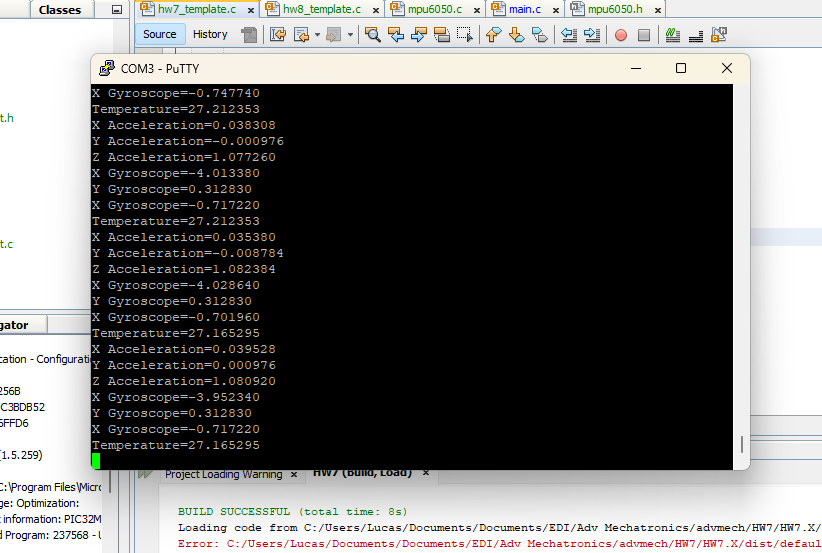 Classes
hw7_template.c
hw8_template.c
mpu6050.c
main.c
mpu6050.h
Source History
COM3 - PuTTY
X Gyroscope=-0.747740
Temperature=27.212353
X Acceleration=0.038308
Y Acceleration=-0.000976
Z Acceleration=1.077260
X Gyroscope=-4.013380
Y Gyroscope=0.312830
X Gyroscope=-0.717220
Temperature=27.212353
X Acceleration=0.035380
Y Acceleration=-0.008784
Z Acceleration=1.082384
X Gyroscope=-4.028640
Y Gyroscope=0.312830
X Gyroscope=-0.701960
Temperature=27.165295
X Acceleration=0.039528
Y Acceleration=0.000976
Z Acceleration=1.080920
X Gyroscope=-3.952340
Y Gyroscope=0.312830
X Gyroscope=-0.717220
Temperature=27.165295
t.h
t.c
gator
cation - Configuratio
256B
C3BDB52
6FFD6
(1.5.259)
C:\Program Files\Micro
ge: Optimization:
t information: PIC32M
d Program: 237568 - U
Project Loading Warning
HW7 (Build, Load)
BUILD SUCCESSFUL (total time: 8s)
Loading code from C:/Users/Lucas/Documents/Documents/EDI/Adv Mechatronics/advmech/HW7/HW7.X/
Error: C:/Users/Lucas/Documents/Documents/EDI/Adv Mechatronics/advmech/HW7/HW7.X/dist/defaul